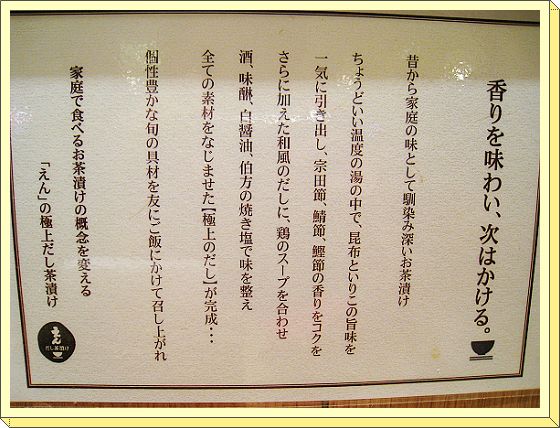 香りを味わい、次はかける。
昔から家庭の味として馴染み深いお茶漬け
ちょうどいい温度の湯の中で、昆布といりこの旨味を
一気に引き出し、宗田節、鯖節、鰹節の香りをコクを
さらに加えた和風のだしに、鶏のスープを合わせ
酒、味醂、白醤油、伯方の焼き塩で味を整え
全ての素材をなじませた【極上のだし】が完成・・・
個性豊かな旬の具材を友にご飯にかけて召し上がれ
家庭で食べるお茶漬けの概念を変える
「えん」の極上だし茶漬け
えん
だし茶漬け